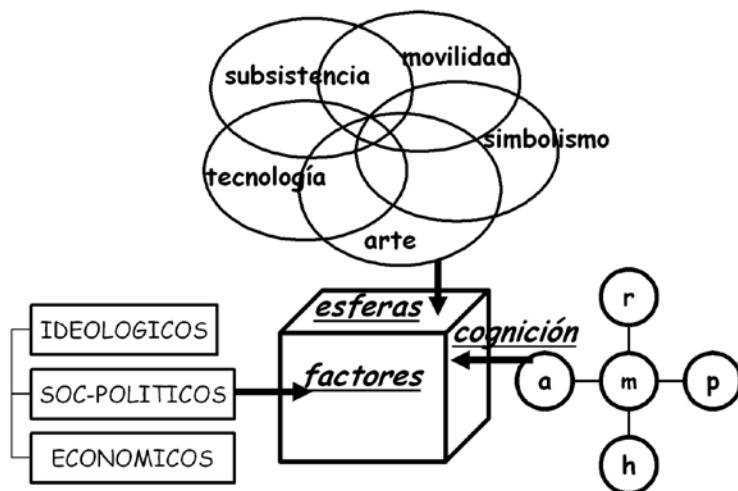 movilidad
subsistencia
simbolismo
tecnología
arte
esferas
cognición
factores
IDEOLOGICOS
SOC-POLITICOS
ECONOMICOS
r
a
m
p
h